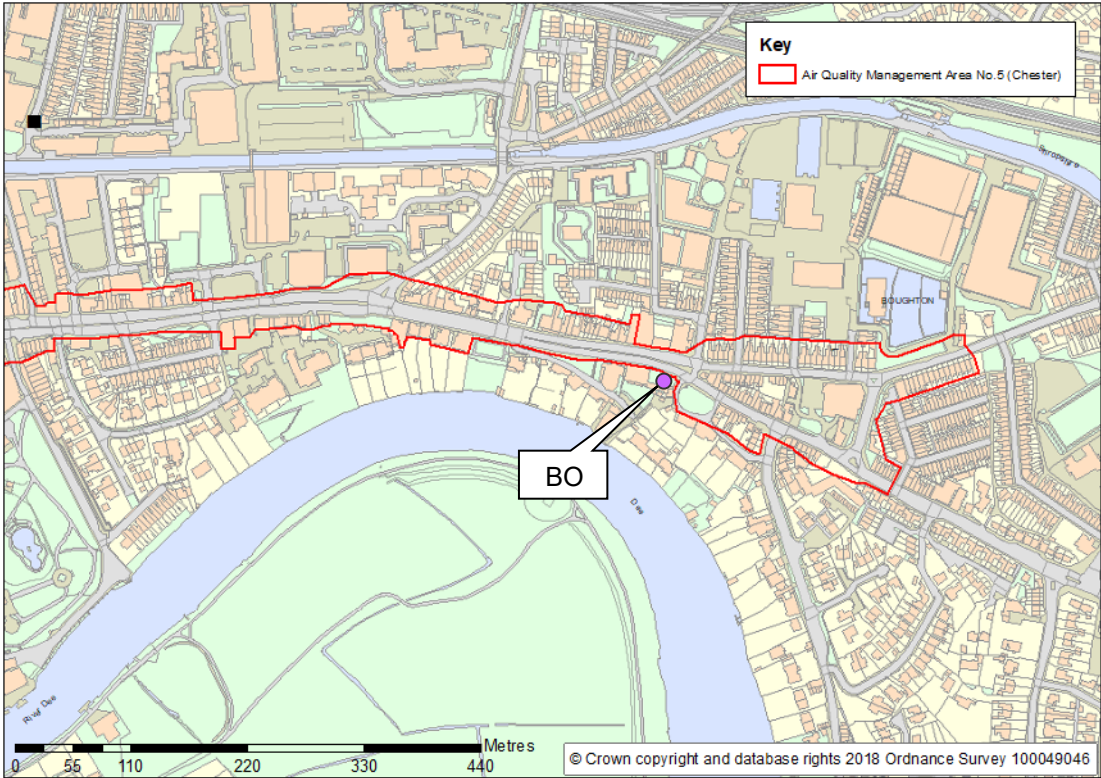 Key
Air Quality Management Area No.5 (Chester)
BOUGHTON
BO
Dee
River Dee
Metres
0 55 110 220 330 440
© Crown copyright and database rights 2018 Ordnance Survey 100049046